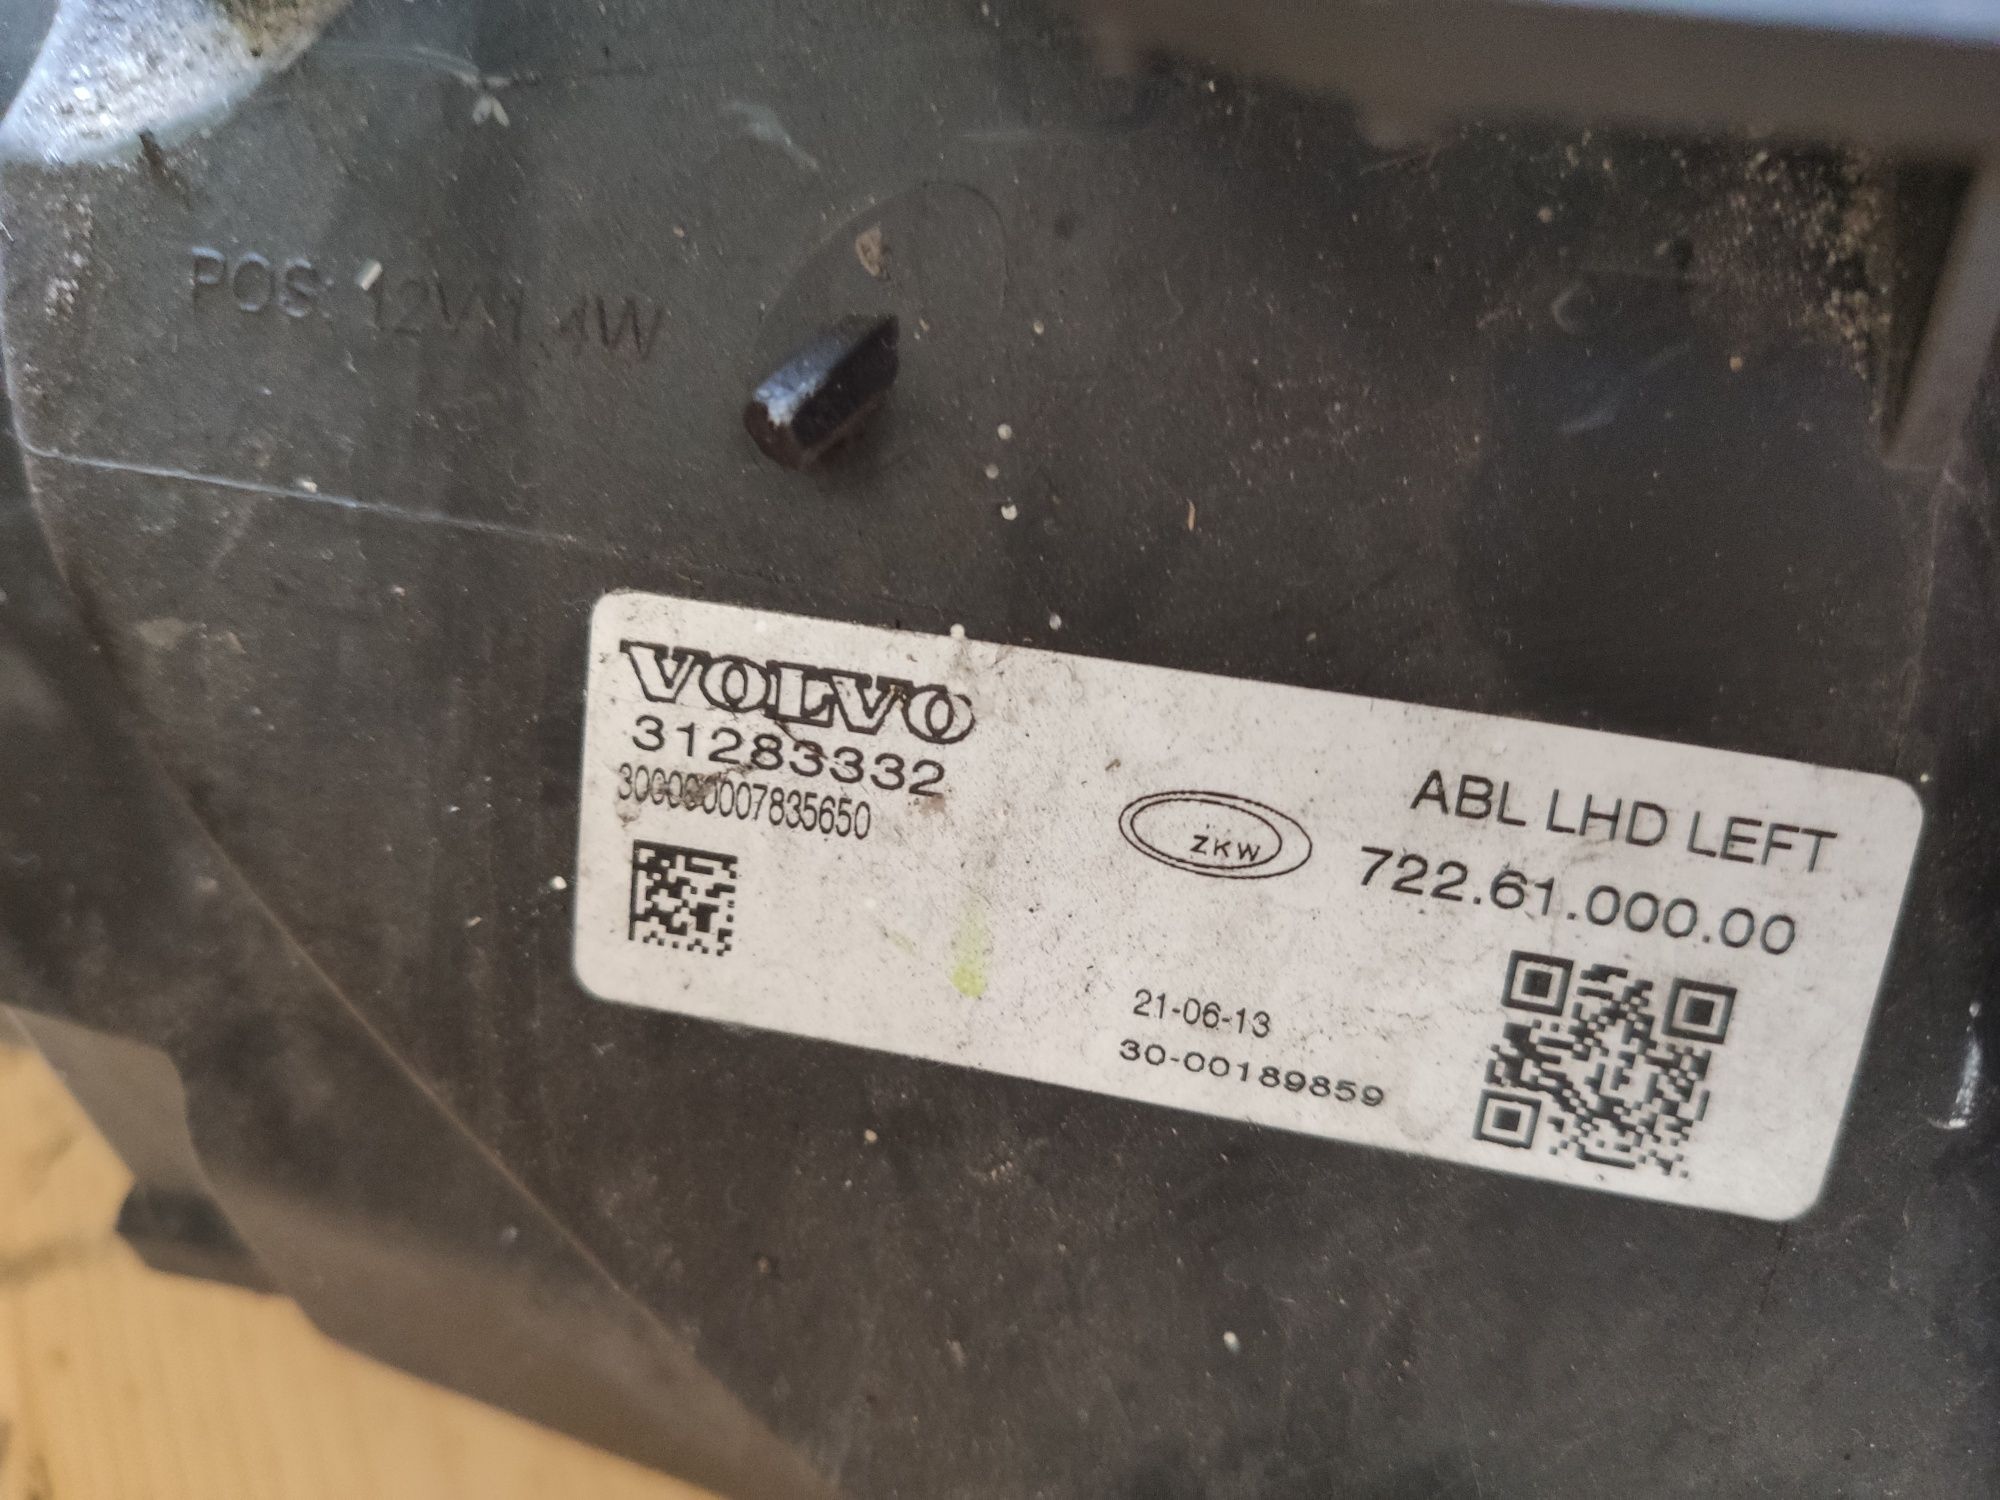 POS: 12V 1.4W
VOLVO
31283332
3000000007835650
ZKW
ABL LHD LEFT
722.61.000.00
21-06-13
30-00189859